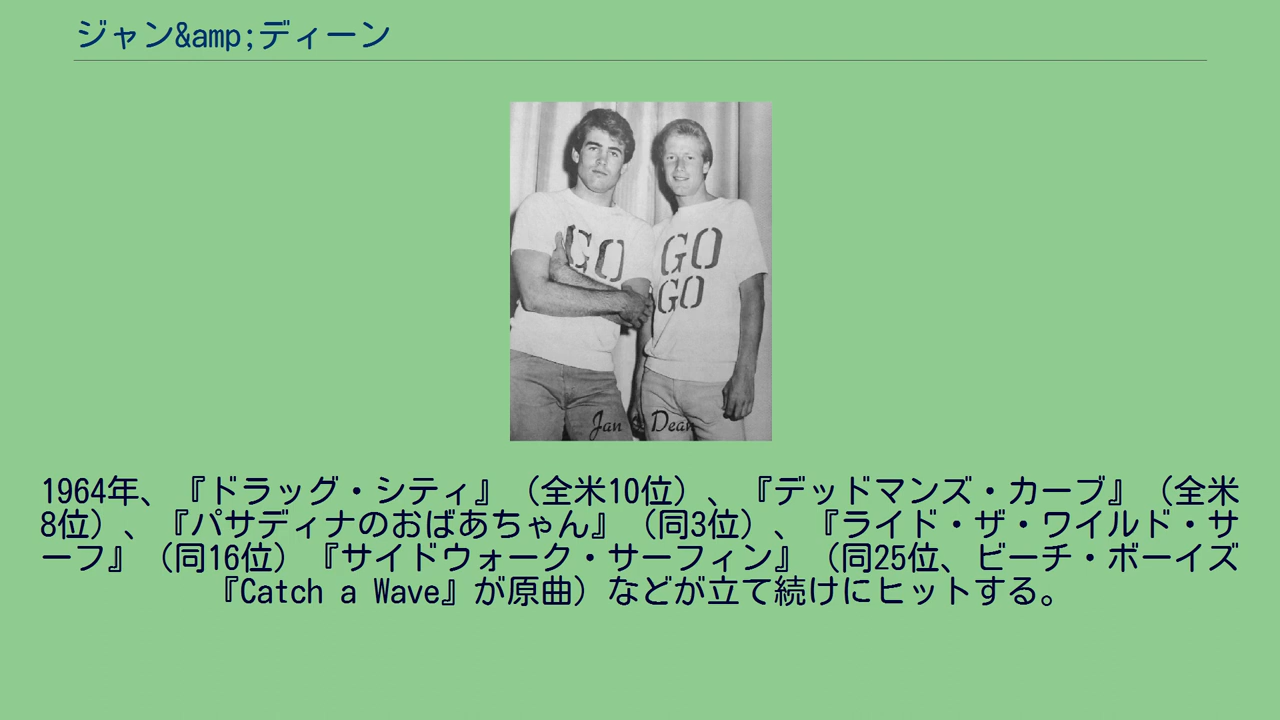 ジャン&amp;ディーン
GO
GO
GO
Jan & Dean
1964年、『ドラッグ・シティ』（全米10位）、『デッドマンズ・カーブ』（全米
8位）、『パサディナのおばあちゃん』（同3位）、『ライド・ザ・ワイルド・サ
ーフ』（同16位）『サイドウォーク・サーフィン』（同25位、ビーチ・ボーイズ
『Catch a Wave』が原曲）などが立て続けにヒットする。